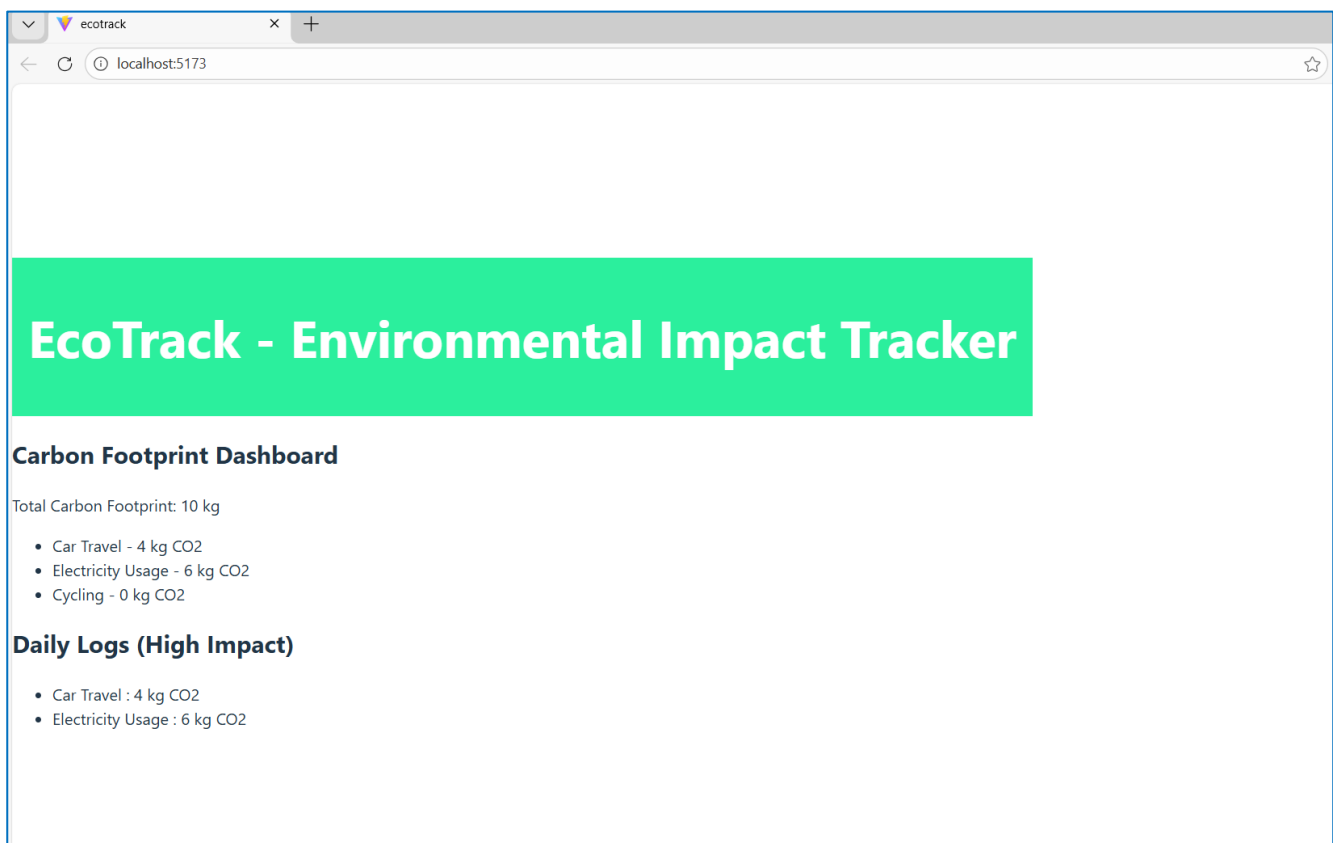 ecotrack
localhost:5173
EcoTrack - Environmental Impact Tracker
Carbon Footprint Dashboard
Total Carbon Footprint: 10 kg
• Car Travel - 4 kg CO2
• Electricity Usage - 6 kg CO2
• Cycling - 0 kg CO2
Daily Logs (High Impact)
• Car Travel : 4 kg CO2
• Electricity Usage : 6 kg CO2